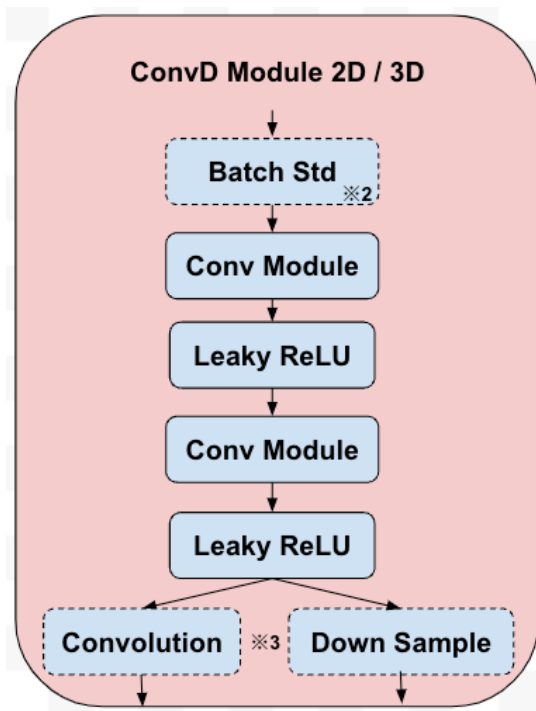 ConvD Module 2D / 3D
Batch Std
※2
Conv Module
Leaky ReLU
Conv Module
Leaky ReLU
Convolution ※3 Down Sample